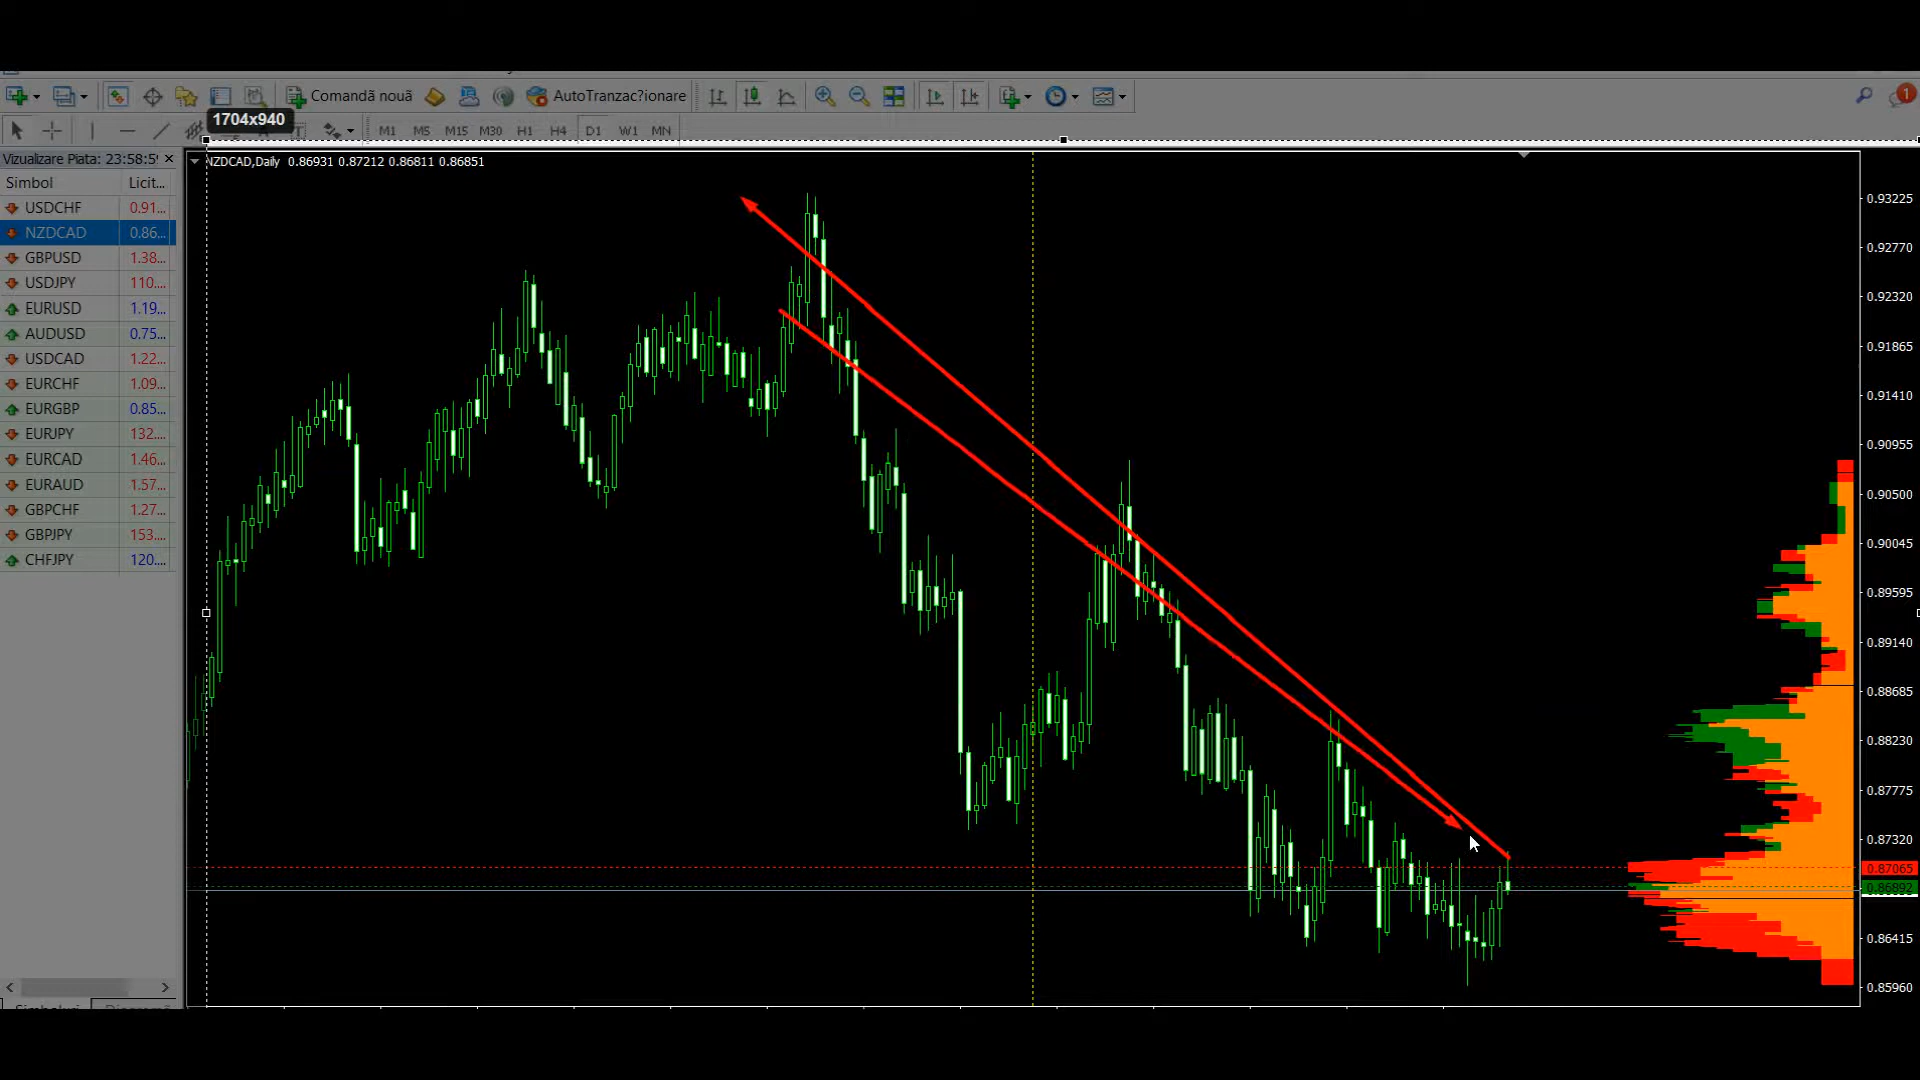 Comandă nouă
AutoTranzac?ionare
1
1704x940
M1 M5 M15 M30 H1 H4 D1 W1 MN
Vizualizare Piata: 23:58:59
NZDCAD,Daily 0.86931 0.87212 0.86811 0.86851
Simbol Licit...
USDCHF 0.91...
NZDCAD 0.86...
GBPUSD 1.38...
USDJPY 110....
EURUSD 1.19...
AUDUSD 0.75...
USDCAD 1.22...
EURCHF 1.09...
EURGBP 0.85...
EURJPY 132....
EURCAD 1.46...
EURAUD 1.57...
GBPCHF 1.27...
GBPJPY 153....
CHFJPY 120....
0.93225
0.92770
0.92320
0.91865
0.91410
0.90955
0.90500
0.90045
0.89595
0.89140
0.88685
0.88230
0.87775
0.87320
0.87065
0.86892
0.86415
0.85960